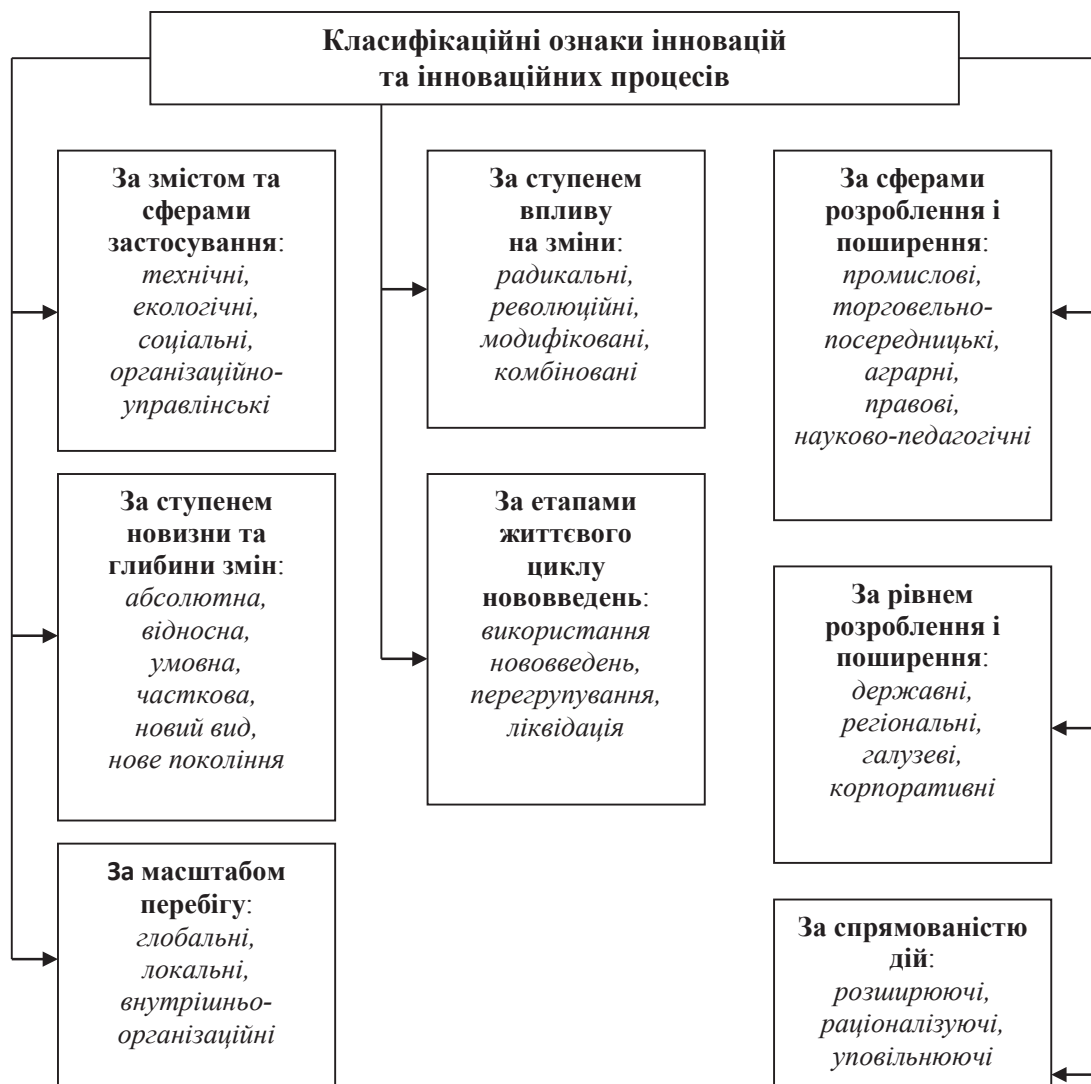 Класифікаційні ознаки інновацій
та інноваційних процесів
За змістом та
сферами
застосування:
технічні,
екологічні,
соціальні,
організаційно-
управлінські
За ступенем
новизни та
глибини змін:
абсолютна,
відносна,
умовна,
часткова,
новий вид,
нове покоління
За масштабом
перебігу:
глобальні,
локальні,
внутрішньо-
організаційні
За ступенем
впливу
на зміни:
радикальні,
революційні,
модифіковані,
комбіновані
За етапами
життєвого
циклу
нововведень:
використання
нововведень,
перегрупування,
ліквідація
За сферами
розроблення і
поширення:
промислові,
торговельно-
посередницькі,
аграрні,
правові,
науково-педагогічні
За рівнем
розроблення і
поширення:
державні,
регіональні,
галузеві,
корпоративні
За спрямованістю
дій:
розширюючі,
раціоналізуючі,
уповільнюючі